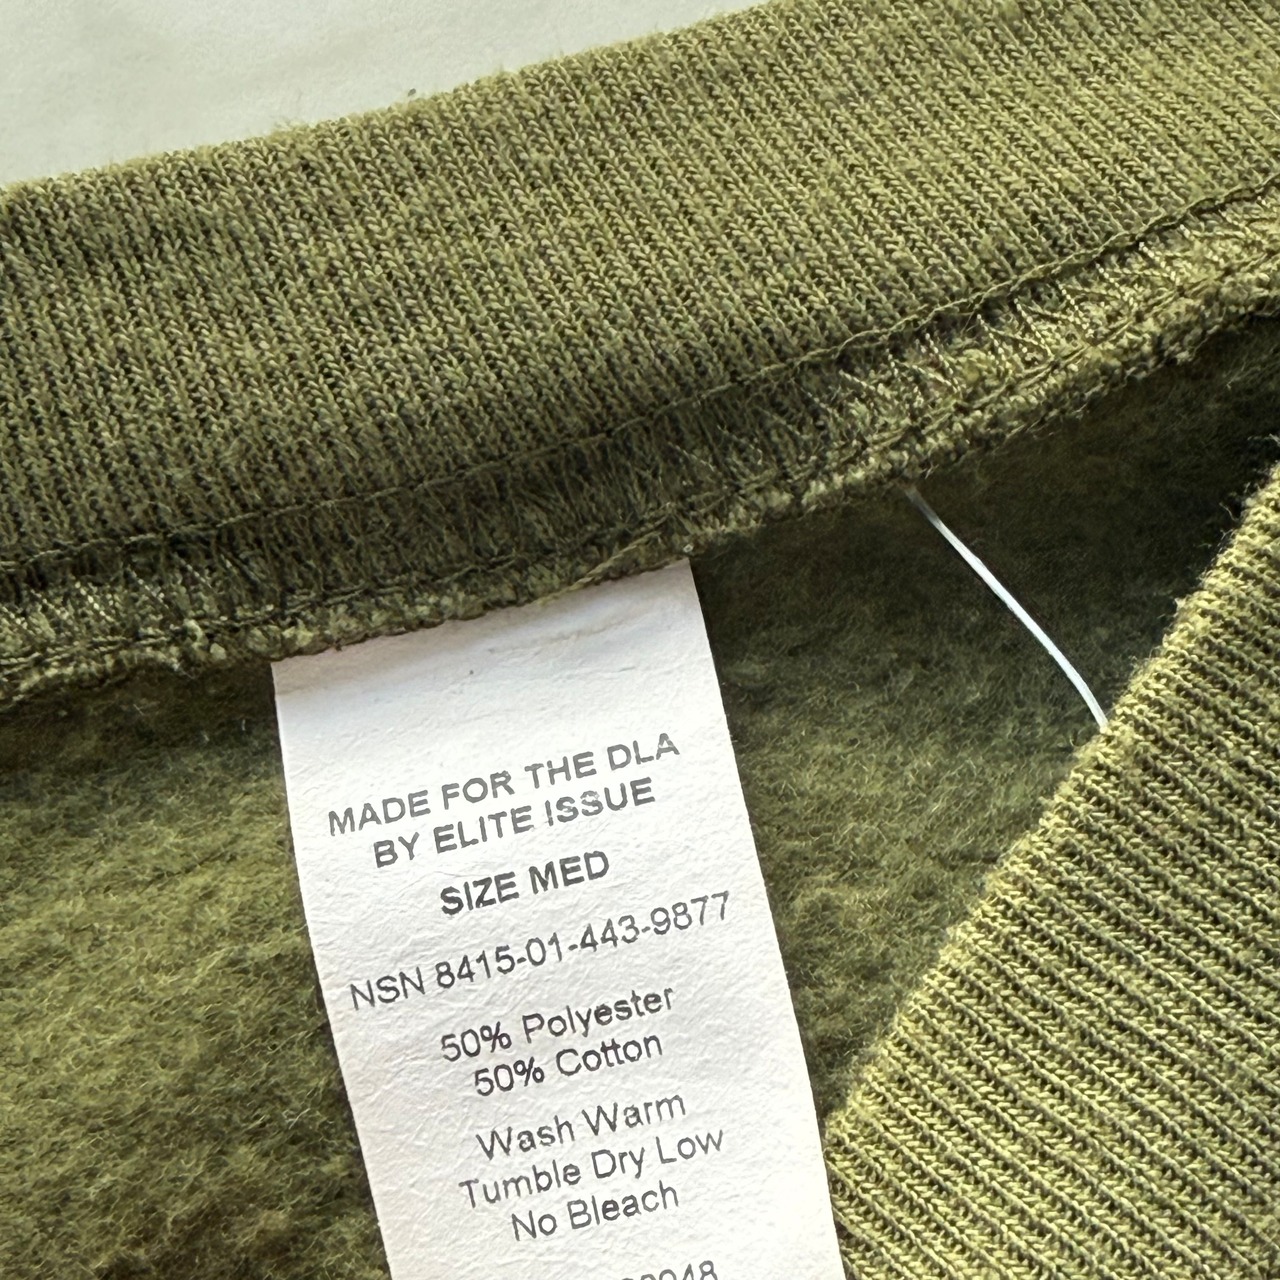 MADE FOR THE DLA
BY ELITE ISSUE
SIZE MED
NSN 8415-01-443-9877
50% Polyester
50% Cotton
Wash Warm
Tumble Dry Low
No Bleach